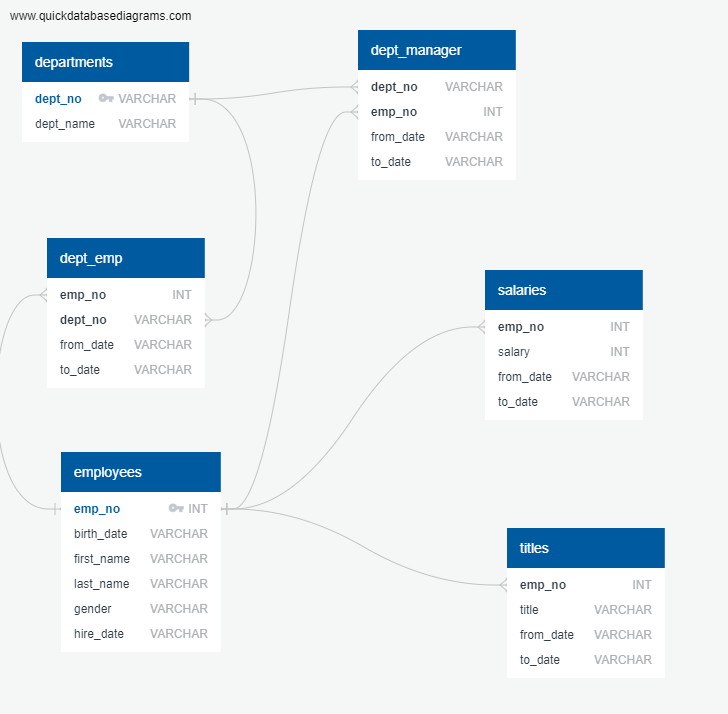 www.quickdatabasediagrams.com
departments
dept_no VARCHAR
dept_name VARCHAR
dept_manager
dept_no VARCHAR
emp_no INT
from_date VARCHAR
to_date VARCHAR
dept_emp
emp_no INT
dept_no VARCHAR
from_date VARCHAR
to_date VARCHAR
salaries
emp_no INT
salary INT
from_date VARCHAR
to_date VARCHAR
employees
emp_no INT
birth_date VARCHAR
first_name VARCHAR
last_name VARCHAR
gender VARCHAR
hire_date VARCHAR
titles
emp_no INT
title VARCHAR
from_date VARCHAR
to_date VARCHAR